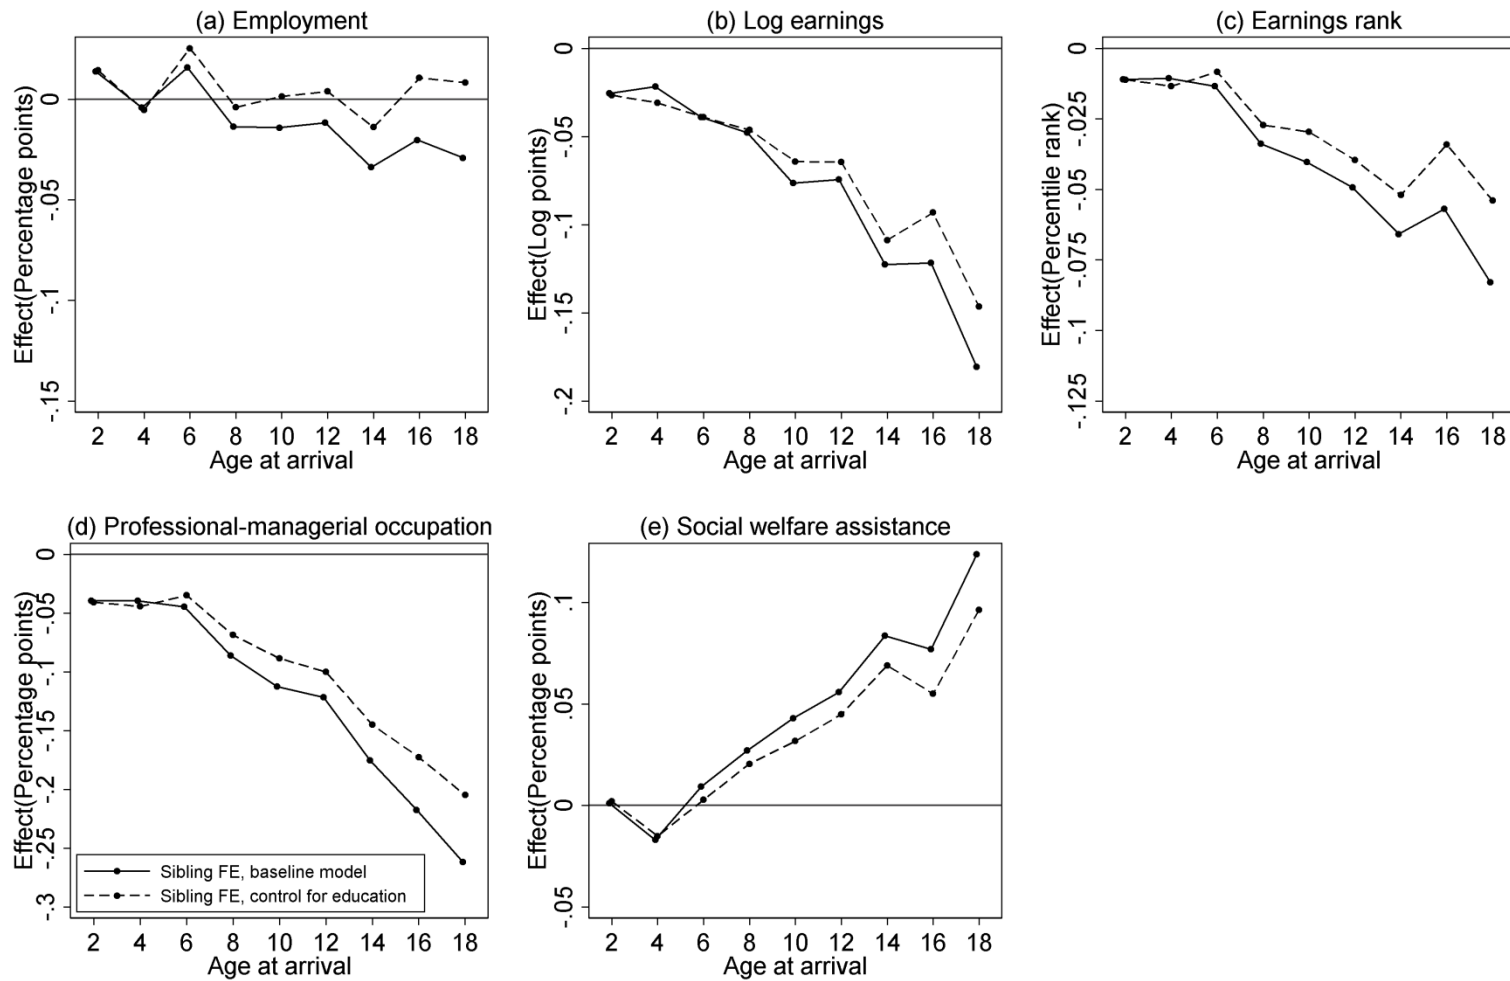 (a) Employment
Effect(Percentage points)
0
-.05
-.1
-.15
2 4 6 8 10 12 14 16 18
Age at arrival
(b) Log earnings
Effect(Log points)
0
-.05
-.1
-.15
-.2
2 4 6 8 10 12 14 16 18
Age at arrival
(c) Earnings rank
Effect(Percentile rank)
0
-.025
-.05
-.075
-.1
-.125
2 4 6 8 10 12 14 16 18
Age at arrival
(d) Professional-managerial occupation
Effect(Percentage points)
0
-.05
-.1
-.15
-.2
-.25
-.3
Sibling FE, baseline model
Sibling FE, control for education
2 4 6 8 10 12 14 16 18
Age at arrival
(e) Social welfare assistance
Effect(Percentage points)
.1
.05
0
-.05
2 4 6 8 10 12 14 16 18
Age at arrival